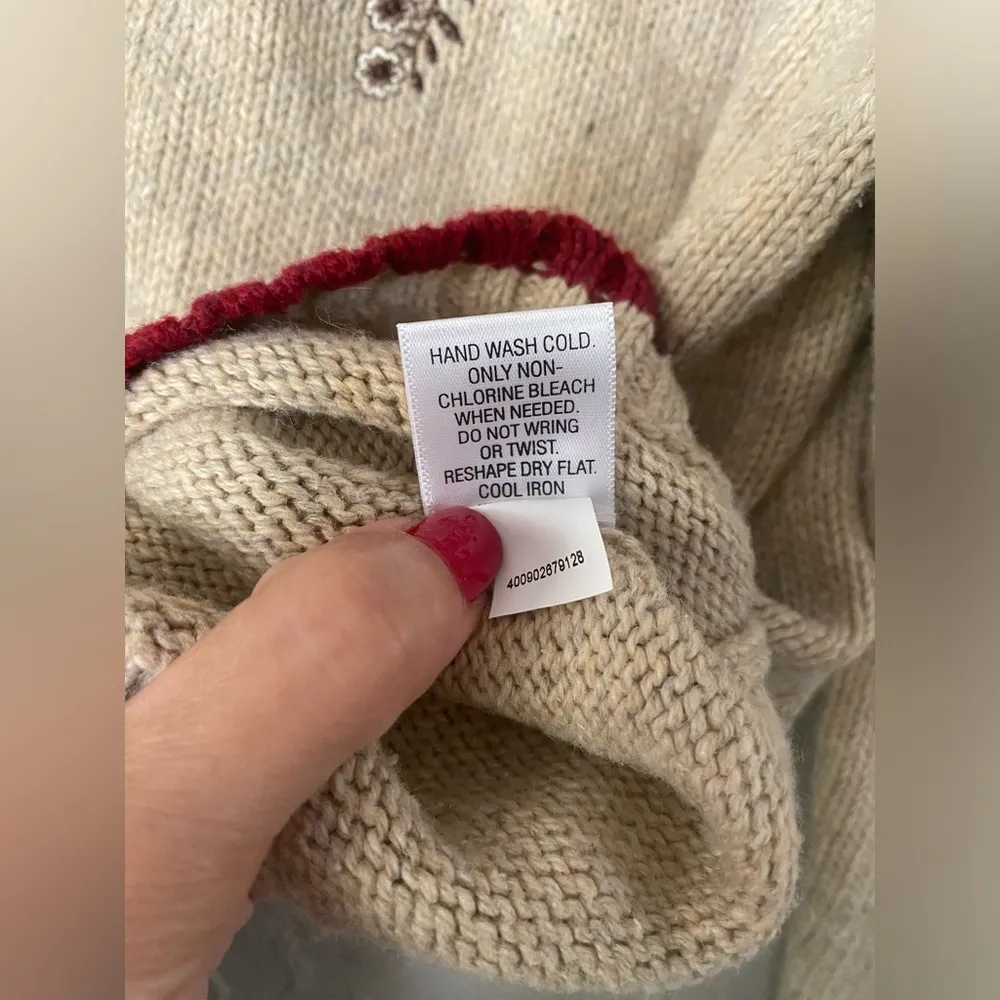 HAND WASH COLD.
ONLY NON-
CHLORINE BLEACH
WHEN NEEDED.
DO NOT WRING
OR TWIST.
RESHAPE DRY FLAT.
COOL IRON
400902679128